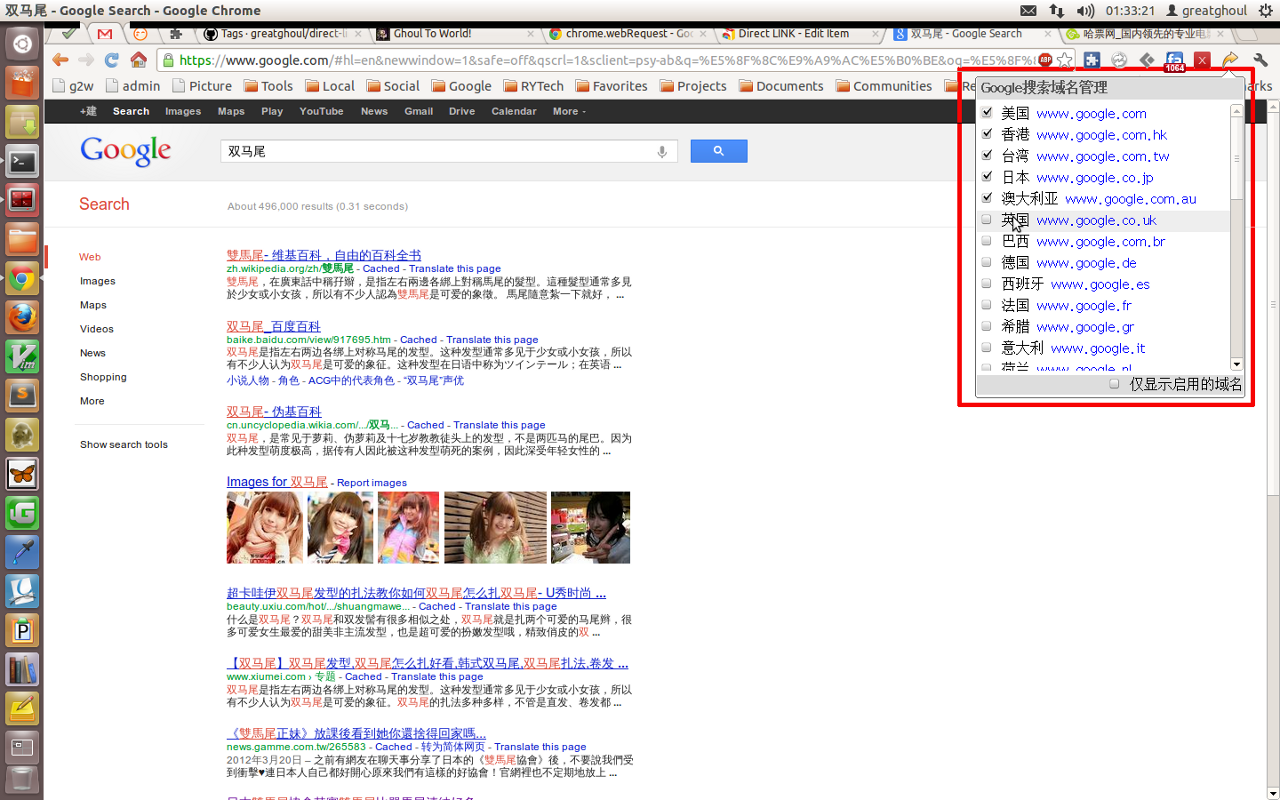 双马尾 - Google Search - Google Chrome
01:33:21 greatghoul
Tags · greatghoul/direct-li
Ghoul To The World!
chrome.webRequest - Goo
Direct LINK - Edit Item
双马尾 - Google Search
哈票网_国内领先的专业电影
https://www.google.com/#hl=en&newwindow=1&safe=off&qscrl=1&sclient=psy-ab&q=%E5%8F%8C%E9%A9%AC%E5%B0%BE&oq=%E5%8F%8
ABP
1064
g2w admin Picture Tools Local Social Google RYTech Favorites Projects Documents Communities
+建 Search Images Maps Play YouTube News Gmail Drive Calendar More
Google
双马尾
Search
About 496,000 results (0.31 seconds)
Web
Images
Maps
Videos
News
Shopping
More
Show search tools
雙馬尾- 维基百科，自由的百科全书
zh.wikipedia.org/zh/雙馬尾 - Cached - Translate this page
雙馬尾，在廣東話中稱孖辮，是指左右兩邊各綁上對稱馬尾的髮型。這種髮型通常多見
於少女或小女孩，所以有不少人認為雙馬尾是可爱的象徵。 馬尾隨意紮一下就好， ...
双马尾_百度百科
baike.baidu.com/view/917695.htm - Cached - Translate this page
双马尾是指左右两边各绑上对称马尾的发型。这种发型通常多见于少女或小女孩，所以
有不少人认为双马尾是可爱的象征。这种发型在日语中称为ツインテール；在英语 ...
小说人物 - 角色 - ACG中的代表角色 - “双马尾”声优
双马尾- 伪基百科
cn.uncyclopedia.wikia.com/.../双马... - Cached - Translate this page
双马尾，是常见于萝莉、伪萝莉及十七岁教教徒头上的发型，不是两匹马的尾巴。因为
此种发型萌度极高，据传有人因此被这种发型萌死的案例，因此深受年轻女性的 ...
Images for 双马尾 - Report images
超卡哇伊双马尾发型的扎法教你如何双马尾怎么扎双马尾- U秀时尚 ...
beauty.uxiu.com/hot/.../shuangmawe... - Cached - Translate this page
什么是双马尾？双马尾和双发髻有很多相似之处，双马尾就是扎两个可爱的马尾辫，很
多可爱女生最爱的甜美非主流发型，也是超可爱的扮嫩发型哦，精致俏皮的双 ...
【双马尾】双马尾发型,双马尾怎么扎好看,韩式双马尾,双马尾扎法,卷发 ...
www.xiumei.com › 专题 - Cached - Translate this page
双马尾是指左右两边各绑上对称马尾的发型。这种发型通常多见于少女或小女孩，所以
有不少人认为双马尾是可爱的象征。双马尾的扎法多种多样，不管是直发、卷发都 ...
《雙馬尾正妹》放課後看到她你還捨得回家嗎...
news.gamme.com.tw/265583 - Cached - 转为简体网页 - Translate this page
2012年3月20日 – 之前有網友在聊天事分享了日本的《雙馬尾協會》後，不要說我們受
到衝擊♥連日本人自己都好開心原來我們有這樣的好協會！官網裡也不定期地放上 ...
Google搜索域名管理
美国 www.google.com
香港 www.google.com.hk
台湾 www.google.com.tw
日本 www.google.co.jp
澳大利亚 www.google.com.au
英国 www.google.co.uk
巴西 www.google.com.br
德国 www.google.de
西班牙 www.google.es
法国 www.google.fr
希腊 www.google.gr
意大利 www.google.it
荷兰 www.google.nl
仅显示启用的域名